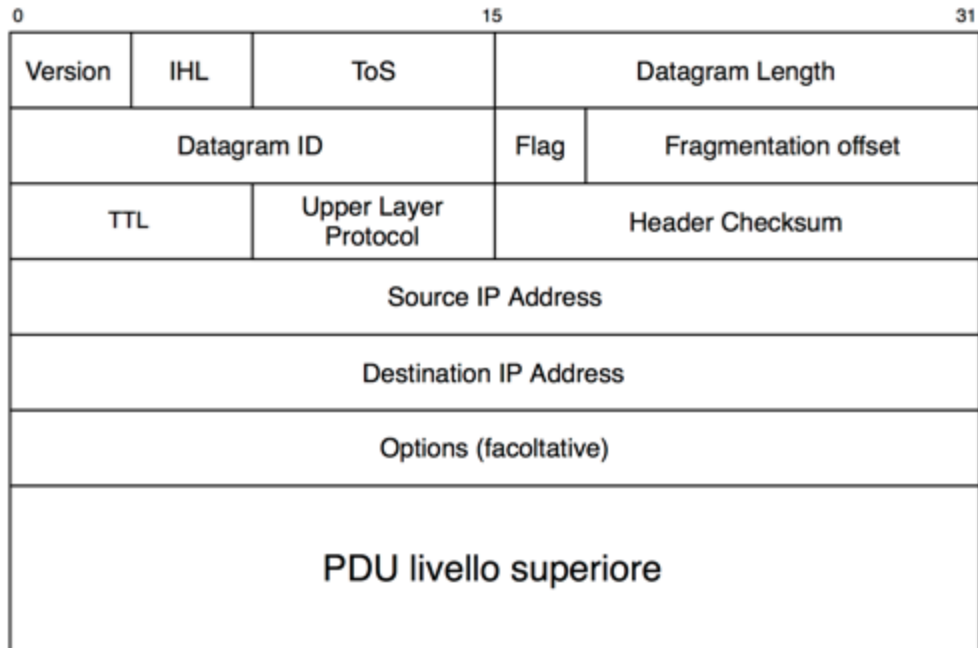 0 15 31
Version IHL ToS Datagram Length
Datagram ID Flag Fragmentation offset
TTL Upper Layer Protocol Header Checksum
Source IP Address
Destination IP Address
Options (facoltative)
PDU livello superiore